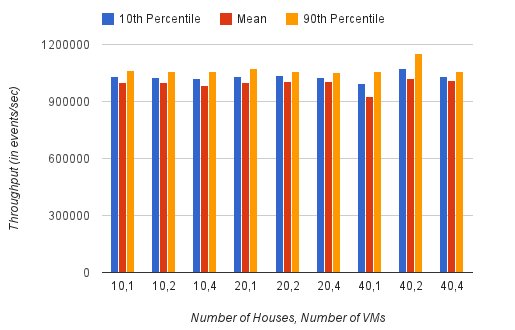 10th Percentile Mean 90th Percentile
1200000
900000
600000
300000
0
Throughput (in events/sec)
10,1 10,2 10,4 20,1 20,2 20,4 40,1 40,2 40,4
Number of Houses, Number of VMs